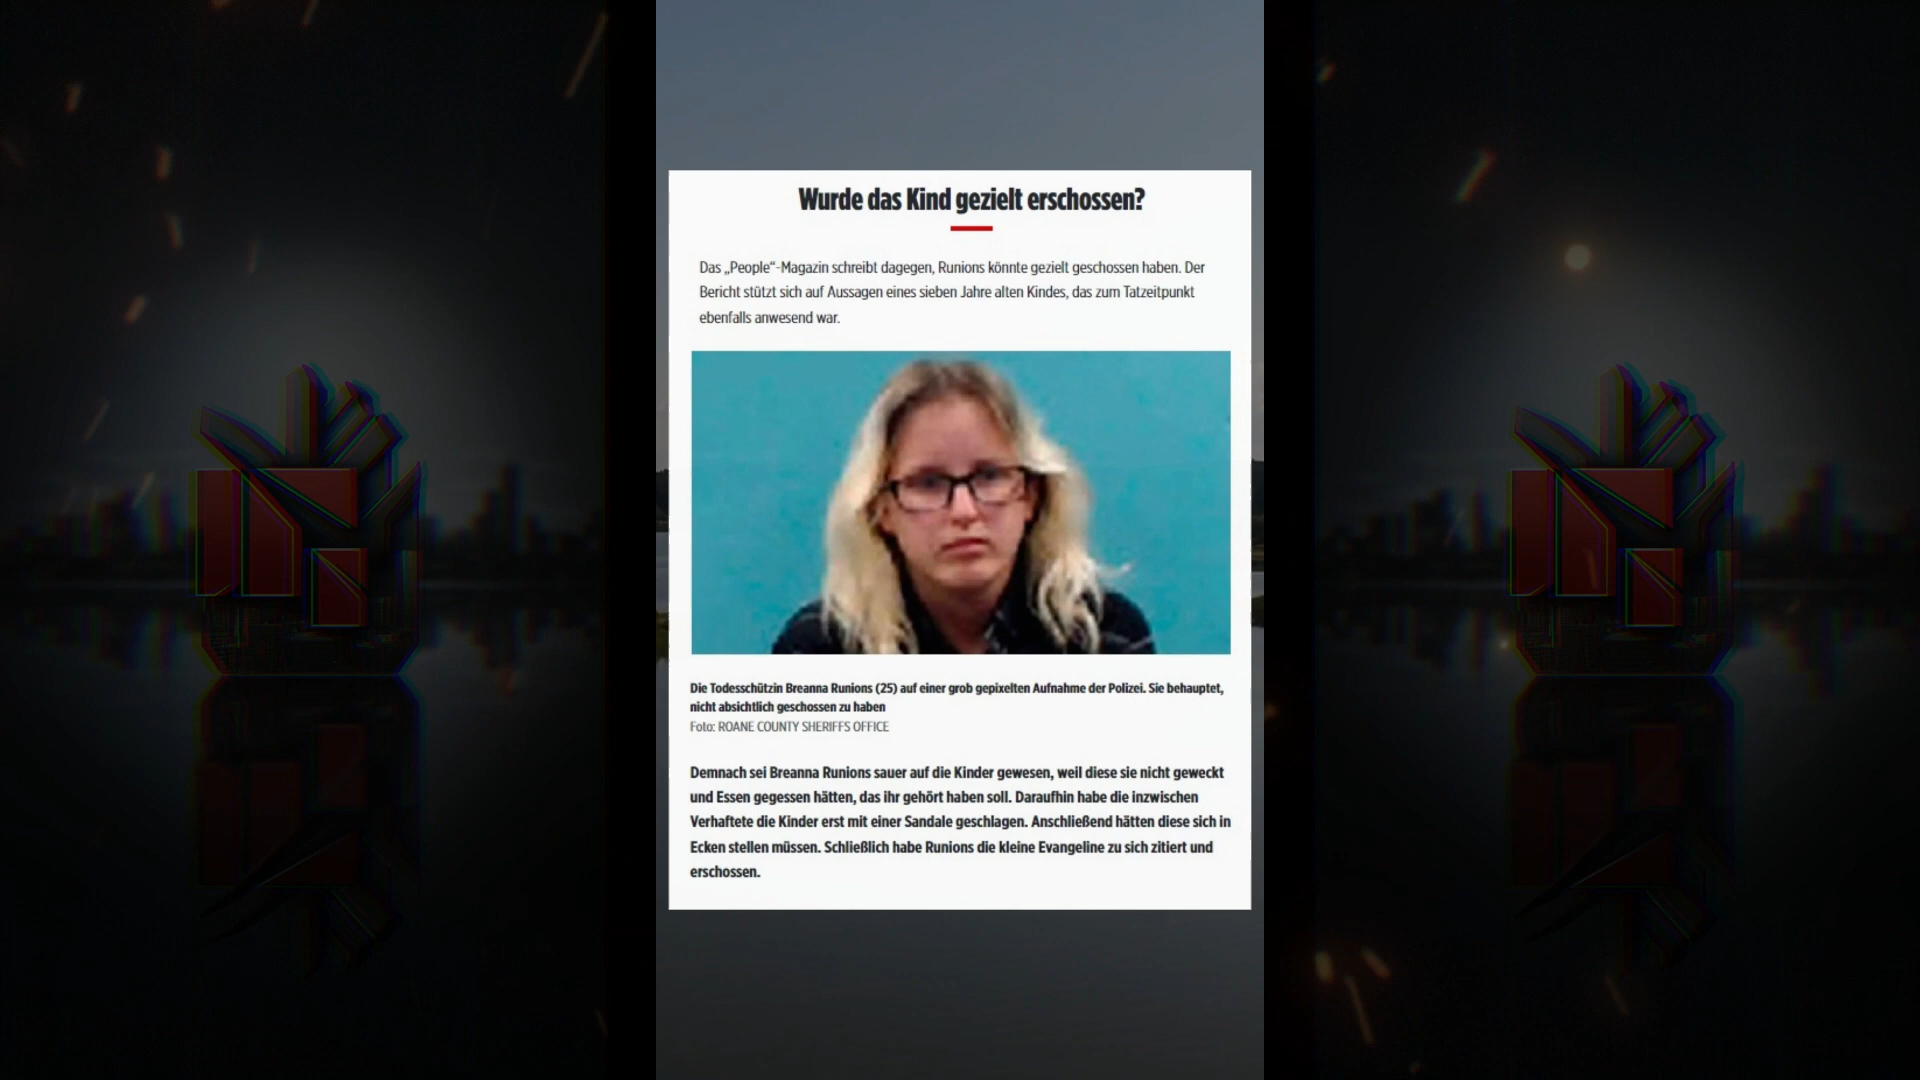 Wurde das Kind gezielt erschossen?
Das „People“-Magazin schreibt dagegen, Runions könnte gezielt geschossen haben. Der
Bericht stützt sich auf Aussagen eines sieben Jahre alten Kindes, das zum Tatzeitpunkt
ebenfalls anwesend war.
Die Todesschützin Breanna Runions (25) auf einer grob gepixelten Aufnahme der Polizei. Sie behauptet,
nicht absichtlich geschossen zu haben
Foto: ROANE COUNTY SHERIFFS OFFICE
Demnach sei Breanna Runions sauer auf die Kinder gewesen, weil diese sie nicht geweckt
und Essen gegessen hätten, das ihr gehört haben soll. Daraufhin habe die inzwischen
Verhaftete die Kinder erst mit einer Sandale geschlagen. Anschließend hätten diese sich in
Ecken stellen müssen. Schließlich habe Runions die kleine Evangeline zu sich zitiert und
erschossen.